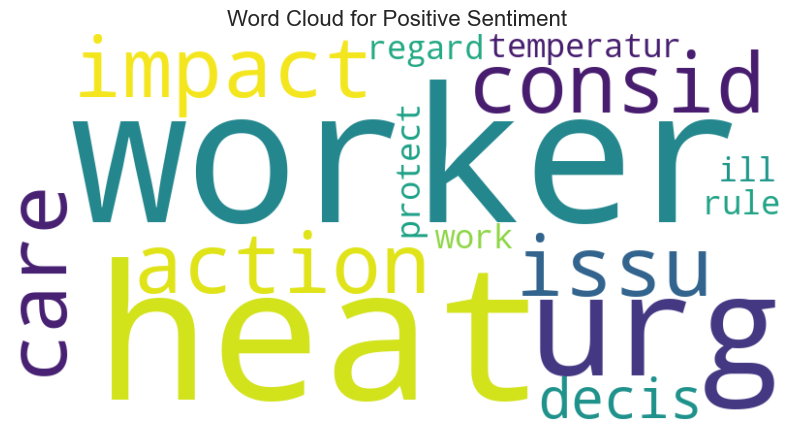 Word Cloud for Positive Sentiment
impact
regard
temperatur
consid
worker
protect
ill
rule
care
action
work
issu
heat
urg
decis